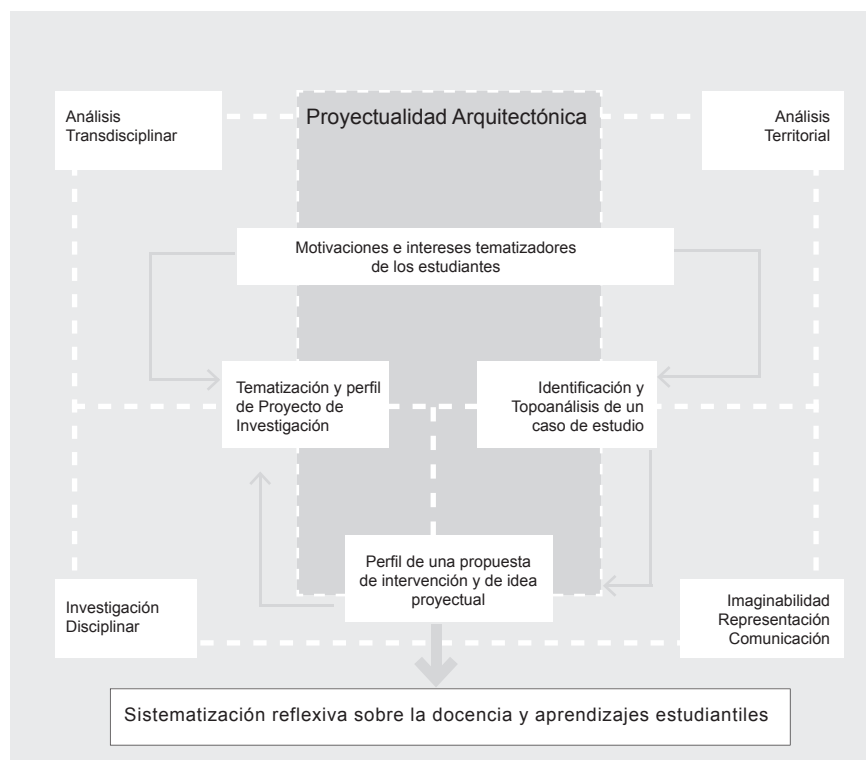 Análisis
Transdisciplinar
Proyectualidad Arquitectónica
Análisis
Territorial
Motivaciones e intereses tematizadores
de los estudiantes
Tematización y perfil
de Proyecto de
Investigación
Identificación y
Topoanálisis de un
caso de estudio
Perfil de una propuesta
de intervención y de idea
proyectual
Investigación
Disciplinar
Imaginabilidad
Representación
Comunicación
Sistematización reflexiva sobre la docencia y aprendizajes estudiantiles